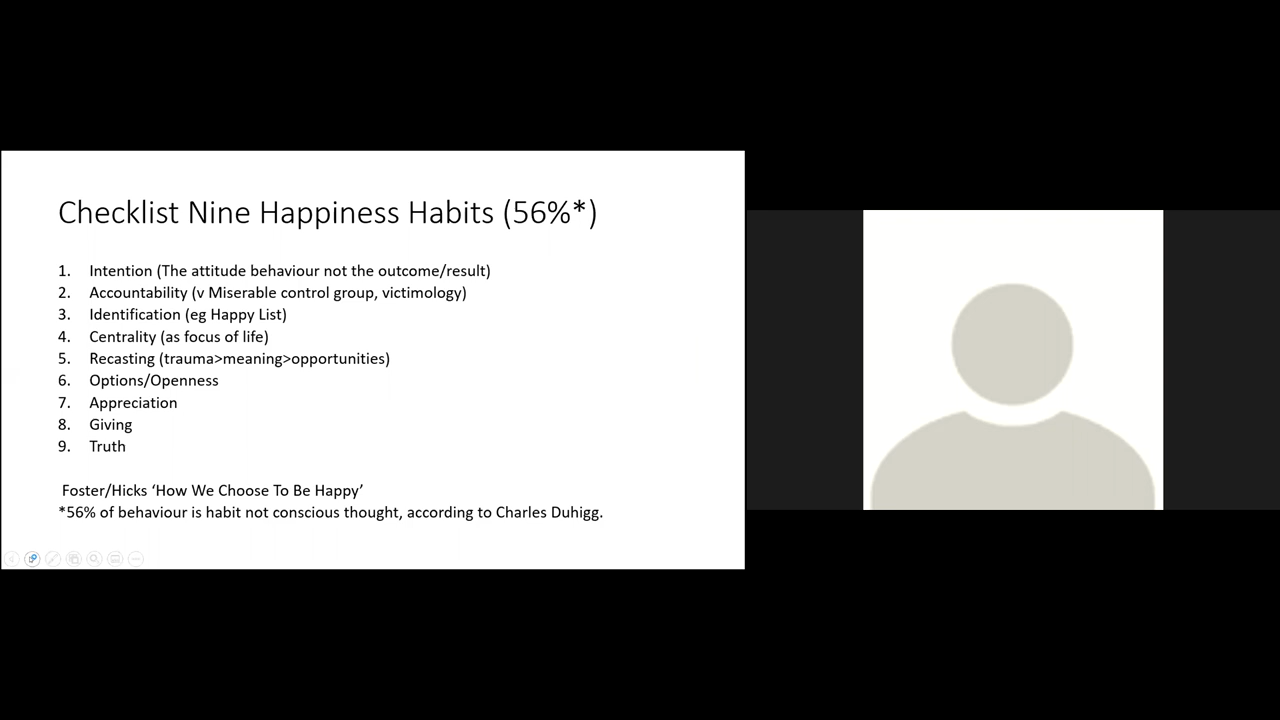 Checklist Nine Happiness Habits (56%*)
1. Intention (The attitude behaviour not the outcome/result)
2. Accountability (v Miserable control group, victimology)
3. Identification (eg Happy List)
4. Centrality (as focus of life)
5. Recasting (trauma>meaning>opportunities)
6. Options/Openness
7. Appreciation
8. Giving
9. Truth
Foster/Hicks ‘How We Choose To Be Happy’
*56% of behaviour is habit not conscious thought, according to Charles Duhigg.